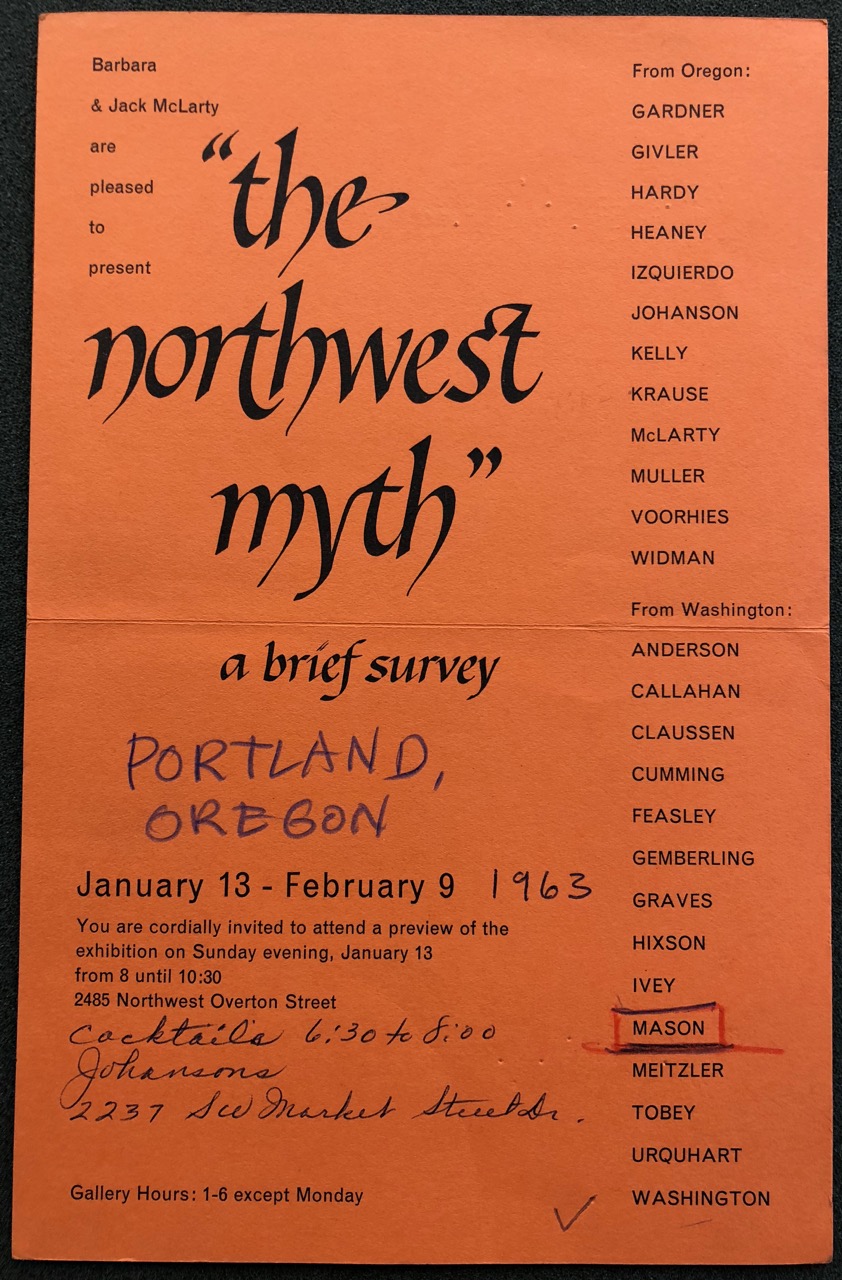 Barbara
& Jack McLarty
are
pleased
to
present
“the
northwest
myth”
a brief survey
PORTLAND,
OREGON
January 13 - February 9 1963
You are cordially invited to attend a preview of the
exhibition on Sunday evening, January 13
from 8 until 10:30
2485 Northwest Overton Street
Cocktails 6:30 to 8:00
Johansons
2237 SW Market Street Dr.
Gallery Hours: 1-6 except Monday
From Oregon:
GARDNER
GIVLER
HARDY
HEANEY
IZQUIERDO
JOHANSON
KELLY
KRAUSE
McLARTY
MULLER
VOORHIES
WIDMAN
From Washington:
ANDERSON
CALLAHAN
CLAUSSEN
CUMMING
FEASLEY
GEMBERLING
GRAVES
HIXSON
IVEY
MASON
MEITZLER
TOBEY
URQUHART
WASHINGTON